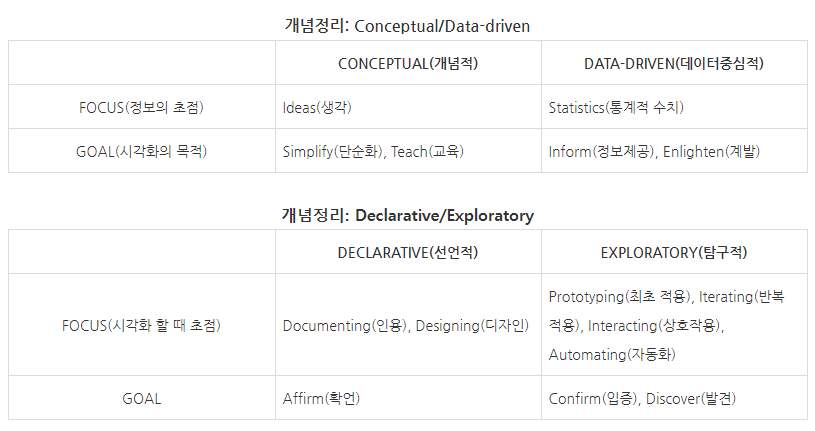 개념정리: Conceptual/Data-driven
CONCEPTUAL(개념적) DATA-DRIVEN(데이터중심적)
FOCUS(정보의 초점) Ideas(생각) Statistics(통계적 수치)
GOAL(시각화의 목적) Simplify(단순화), Teach(교육) Inform(정보제공), Enlighten(계발)
개념정리: Declarative/Exploratory
DECLARATIVE(선언적) EXPLORATORY(탐구적)
FOCUS(시각화 할 때 초점) Documenting(인용), Designing(디자인) Prototyping(최초 적용), Iterating(반복
적용), Interacting(상호작용),
Automating(자동화)
GOAL Affirm(확언) Confirm(입증), Discover(발견)